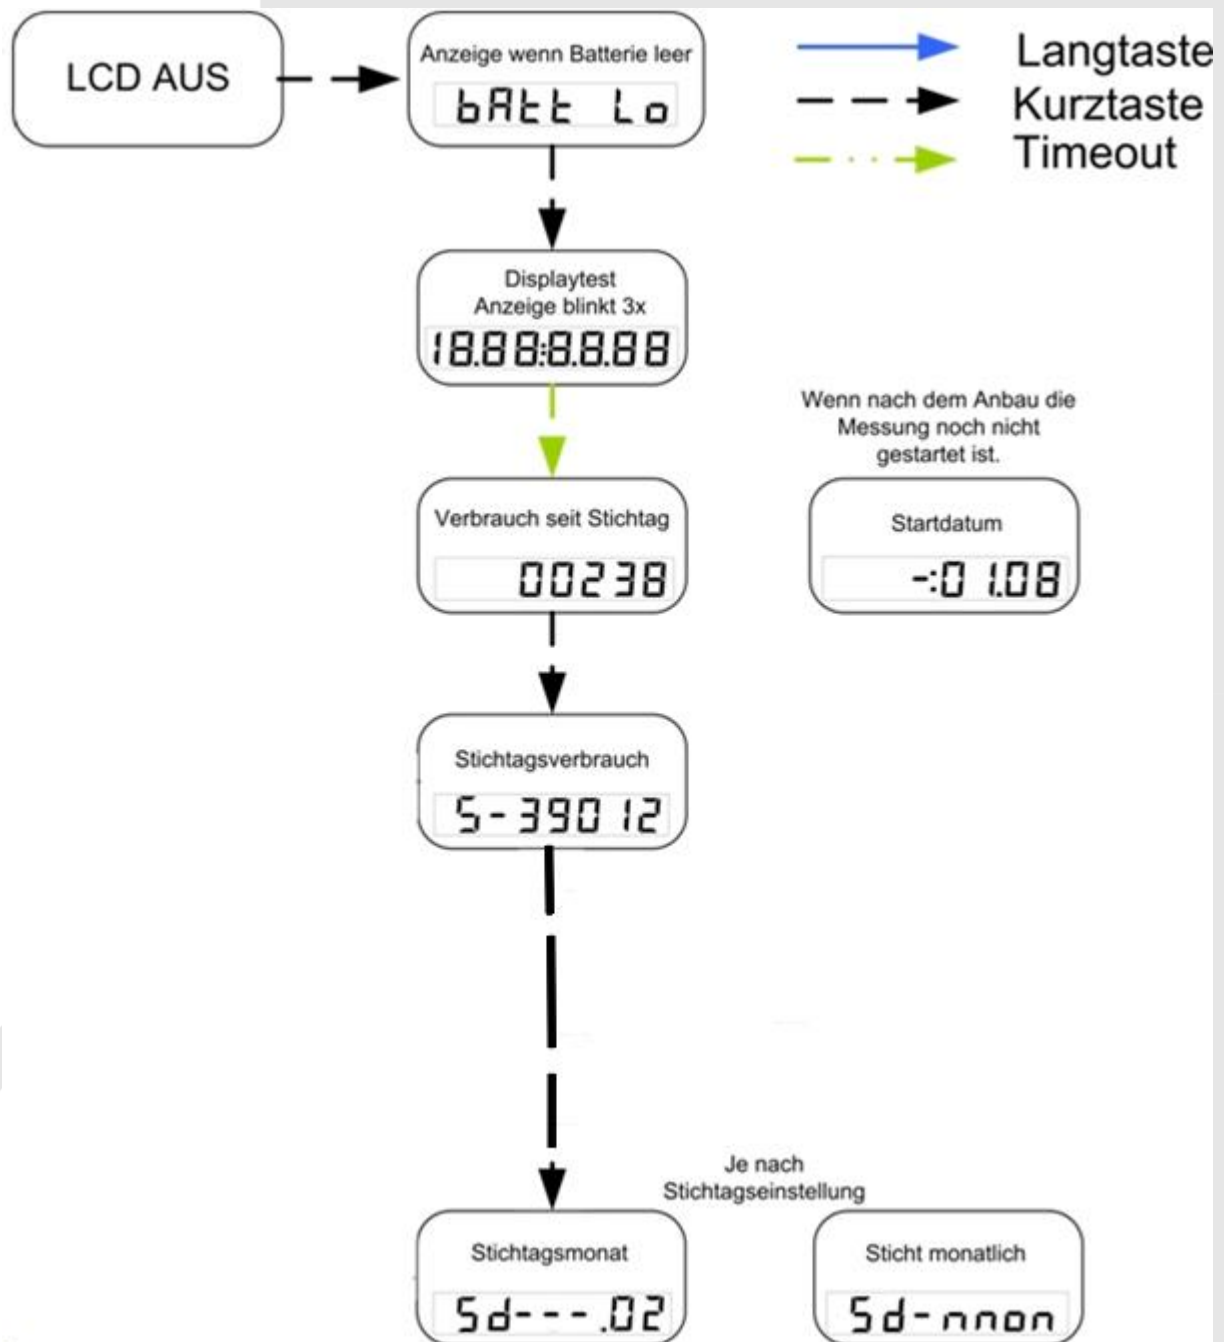 LCD AUS
Anzeige wenn Batterie leer
bAtt Lo
Langtaste
Kurztaste
Timeout
Displaytest
Anzeige blinkt 3x
18.88:8.8.88
Wenn nach dem Anbau die
Messung noch nicht
gestartet ist.
Verbrauch seit Stichtag
00238
Startdatum
-:01.08
Stichtagsverbrauch
S-39012
Je nach
Stichtagseinstellung
Stichtagsmonat
Sd---.02
Sticht monatlich
Sd-nnon